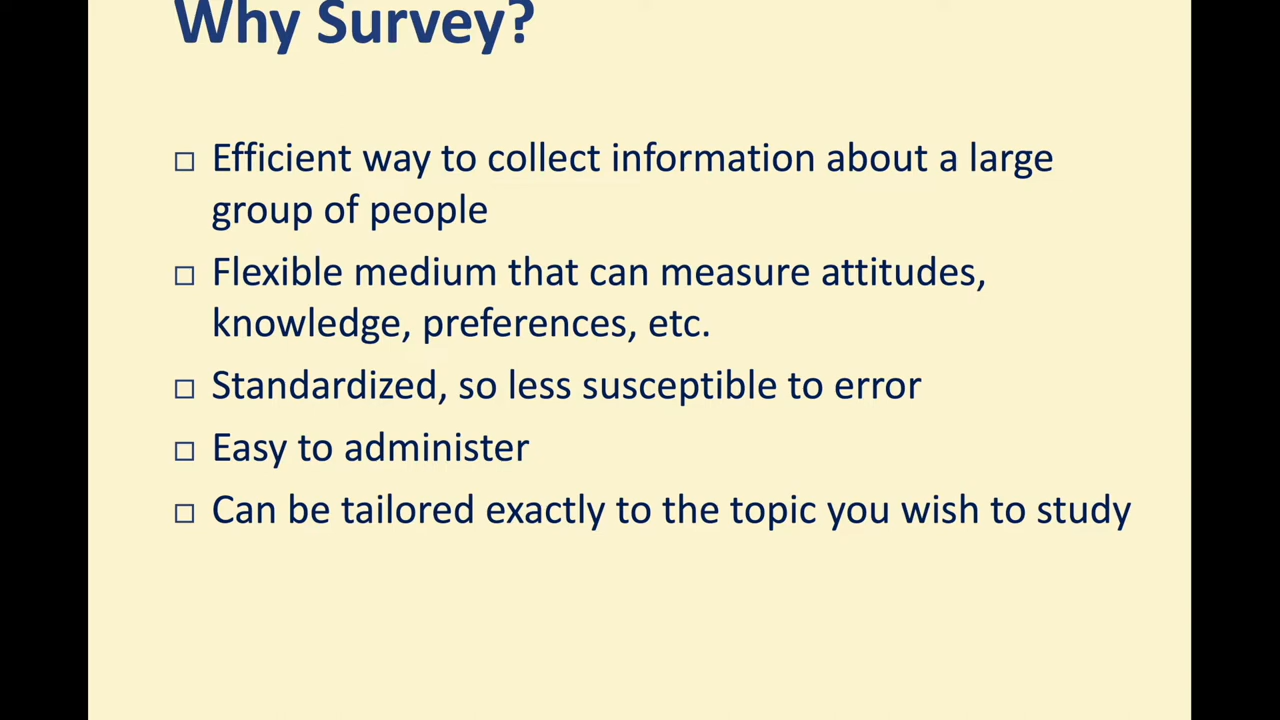 Why Survey?
□ Efficient way to collect information about a large
group of people
□ Flexible medium that can measure attitudes,
knowledge, preferences, etc.
□ Standardized, so less susceptible to error
□ Easy to administer
□ Can be tailored exactly to the topic you wish to study